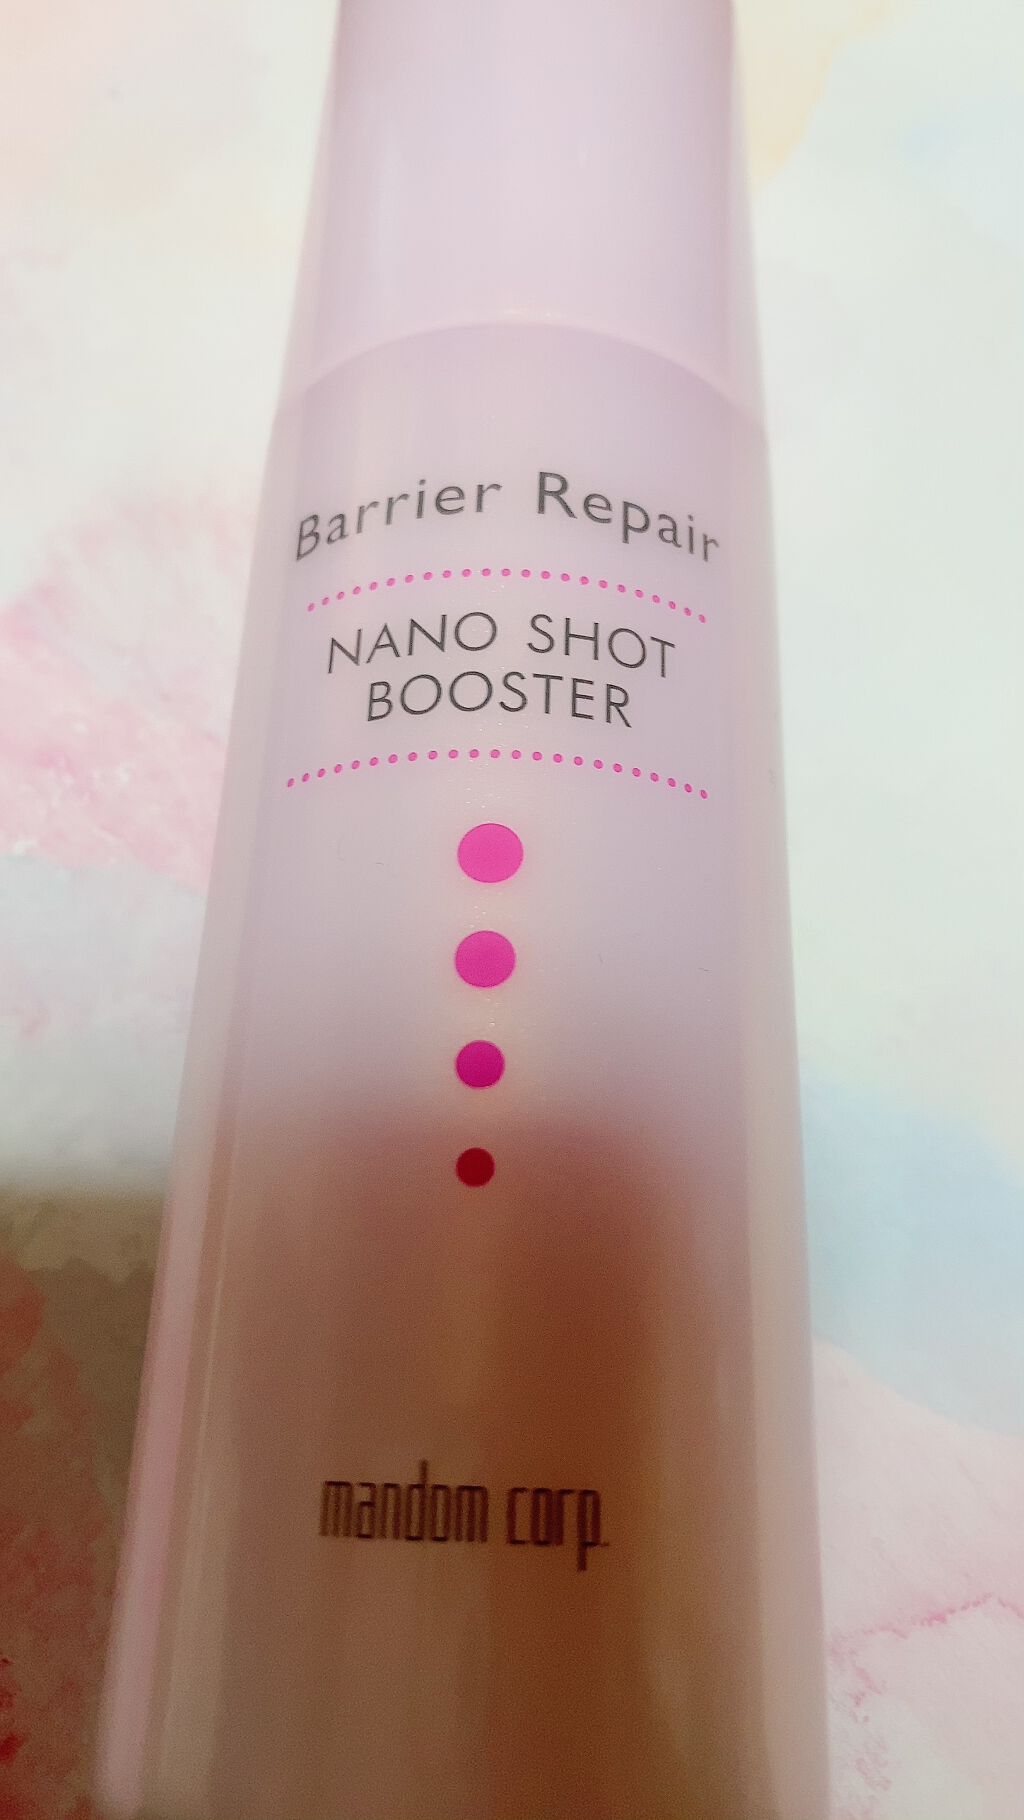 Barrier Repair
NANO SHOT
BOOSTER
mandom corp.